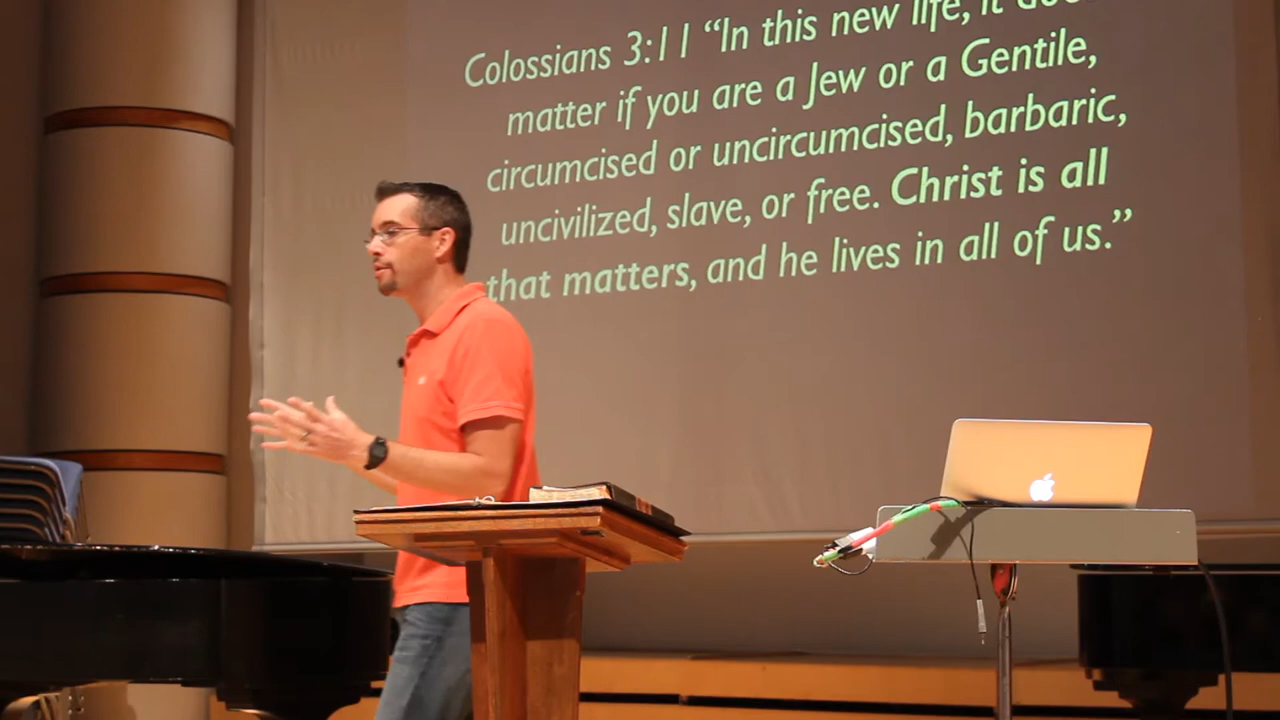 Colossians 3:11 “In this new life, it
matter if you are a Jew or a Gentile,
circumcised or uncircumcised, barbaric,
uncivilized, slave, or free. Christ is all
that matters, and he lives in all of us.”